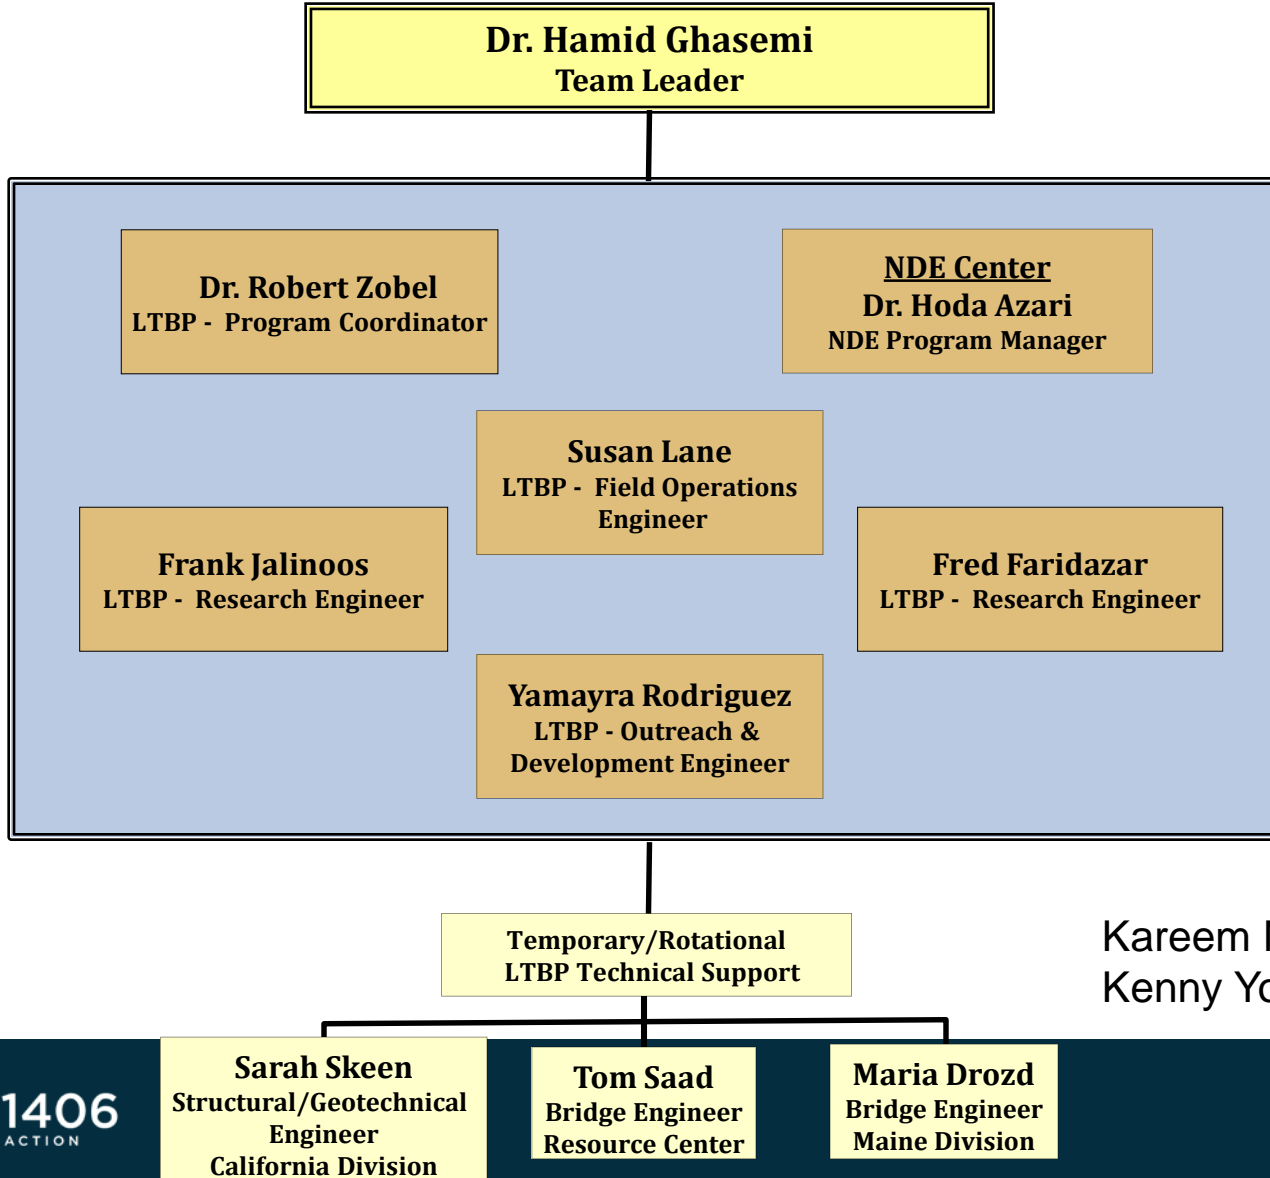 Dr. Hamid Ghasemi
Team Leader
Dr. Robert Zobel
LTBP - Program Coordinator
NDE Center
Dr. Hoda Azari
NDE Program Manager
Susan Lane
LTBP - Field Operations
Engineer
Frank Jalinoos
LTBP - Research Engineer
Fred Faridazar
LTBP - Research Engineer
Yamayra Rodriguez
LTBP - Outreach &
Development Engineer
Temporary/Rotational
LTBP Technical Support
Kareem
Kenny
Sarah Skeen
Structural/Geotechnical
Engineer
California Division
Tom Saad
Bridge Engineer
Resource Center
Maria Drozd
Bridge Engineer
Maine Division
1406
ACTION